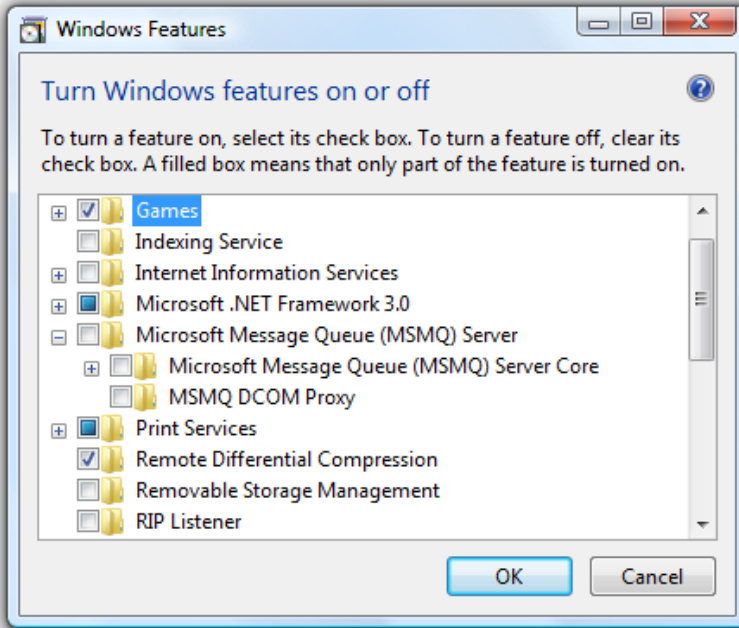 Windows Features
Turn Windows features on or off
To turn a feature on, select its check box. To turn a feature off, clear its
check box. A filled box means that only part of the feature is turned on.
Games
Indexing Service
Internet Information Services
Microsoft .NET Framework 3.0
Microsoft Message Queue (MSMQ) Server
Microsoft Message Queue (MSMQ) Server Core
MSMQ DCOM Proxy
Print Services
Remote Differential Compression
Removable Storage Management
RIP Listener
OK Cancel